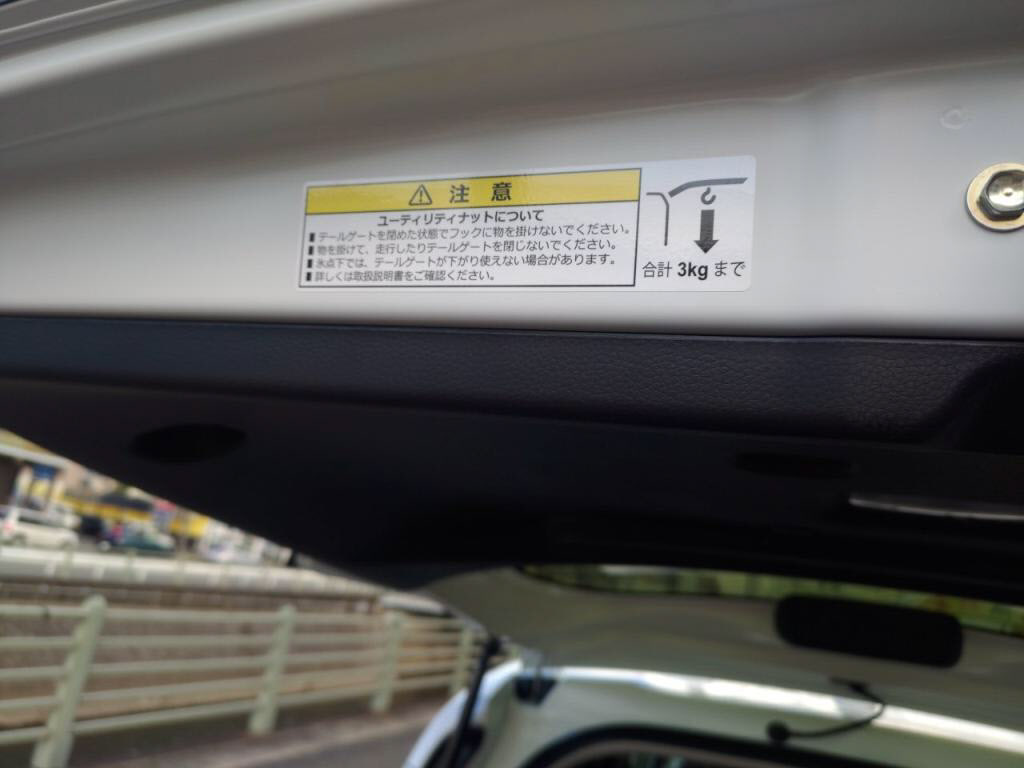 注 意
ユーティリティナットについて
▮テールゲートを閉めた状態でフックに物を掛けないでください。
▮物を掛けて、走行したりテールゲートを閉じないでください。
▮氷点下では、テールゲートが下がり使えない場合があります。
▮詳しくは取扱説明書をご確認ください。
合計 3kg まで